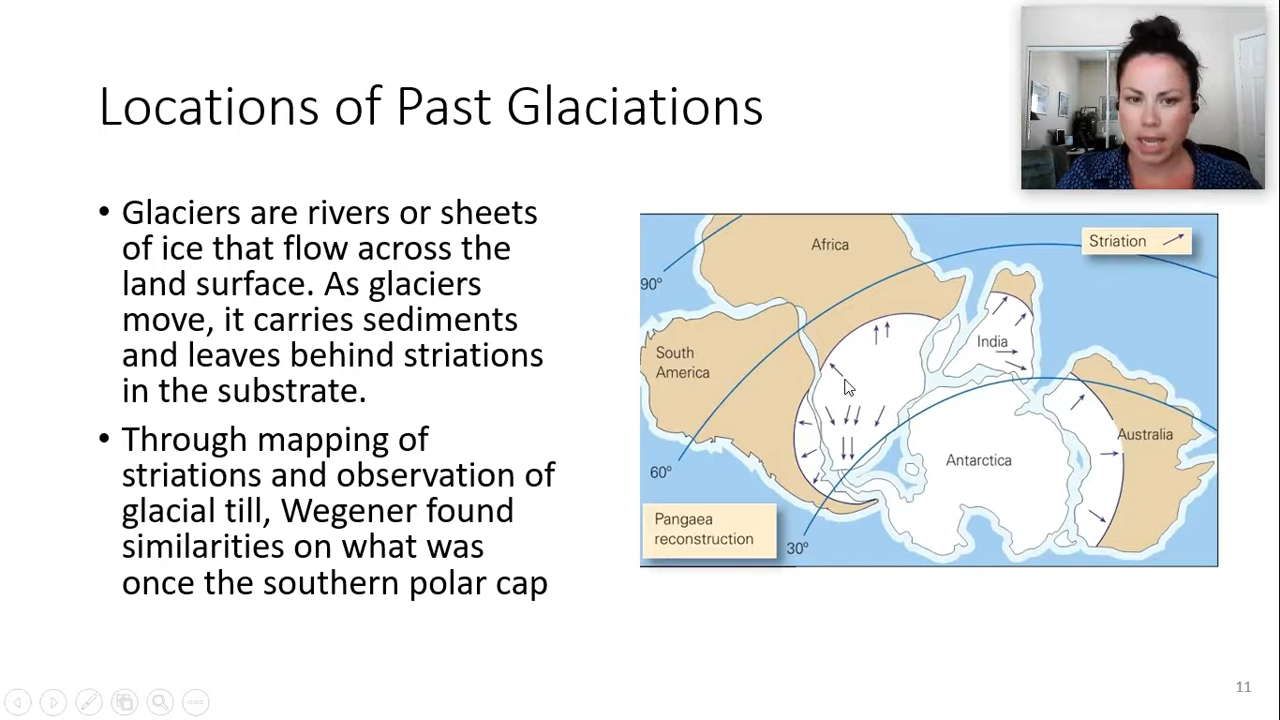 Locations of Past Glaciations
• Glaciers are rivers or sheets
of ice that flow across the
land surface. As glaciers
move, it carries sediments
and leaves behind striations
in the substrate.
• Through mapping of
striations and observation of
glacial till, Wegener found
similarities on what was
once the southern polar cap
Africa
Striation
90°
India
South
America
Australia
Antarctica
60°
Pangaea
reconstruction
30°
11